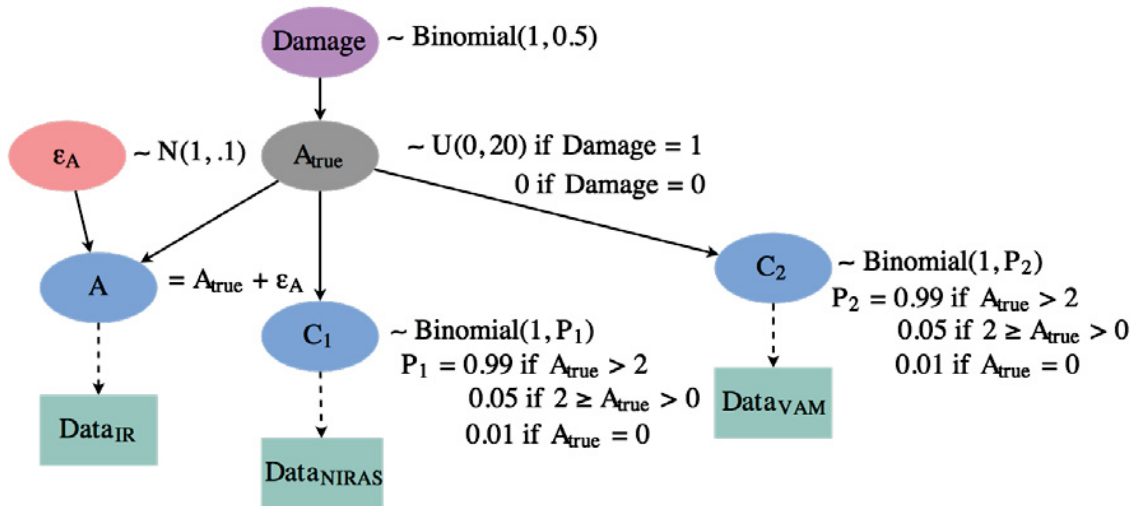 Damage ~ Binomial(1, 0.5)
εA ~ N(1, .1)
Atrue ~ U(0, 20) if Damage = 1
0 if Damage = 0
A = Atrue + εA
C2 ~ Binomial(1, P2)
P2 = 0.99 if Atrue > 2
0.05 if 2 ≥ Atrue > 0
0.01 if Atrue = 0
C1 ~ Binomial(1, P1)
P1 = 0.99 if Atrue > 2
0.05 if 2 ≥ Atrue > 0
0.01 if Atrue = 0
DataIR
DataNIRAS
DataVAM